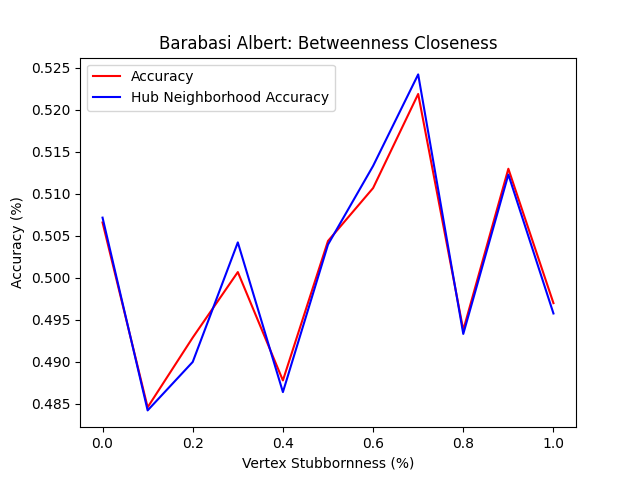 Barabasi Albert: Betweenness Closeness
Accuracy
Hub Neighborhood Accuracy
Accuracy (%)
0.525
0.520
0.515
0.510
0.505
0.500
0.495
0.490
0.485
0.0 0.2 0.4 0.6 0.8 1.0
Vertex Stubbornness (%)